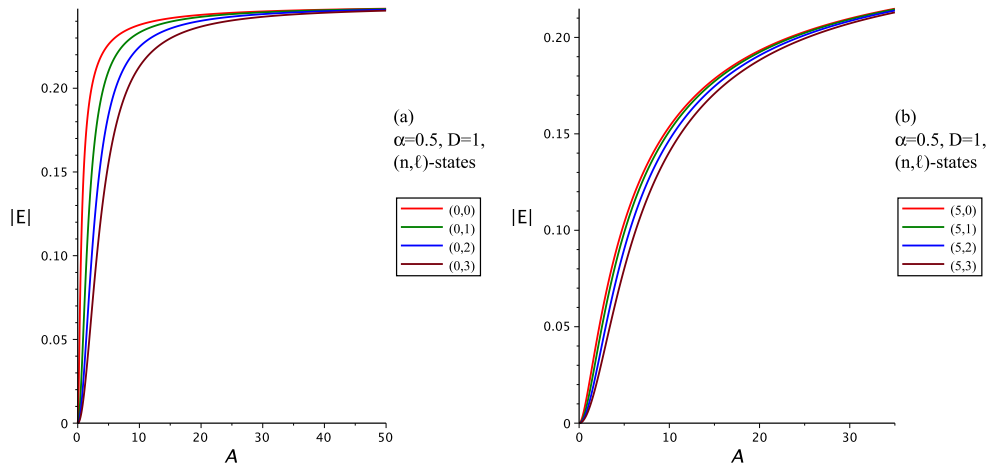 0.20
0.15
0.10
0.05
0
|E|
0 10 20 30 40 50
A
(a)
α=0.5, D=1,
(n,ℓ)-states
(0,0)
(0,1)
(0,2)
(0,3)
0.20
0.15
0.10
0.05
0
|E|
0 10 20 30
A
(b)
α=0.5, D=1,
(n,ℓ)-states
(5,0)
(5,1)
(5,2)
(5,3)